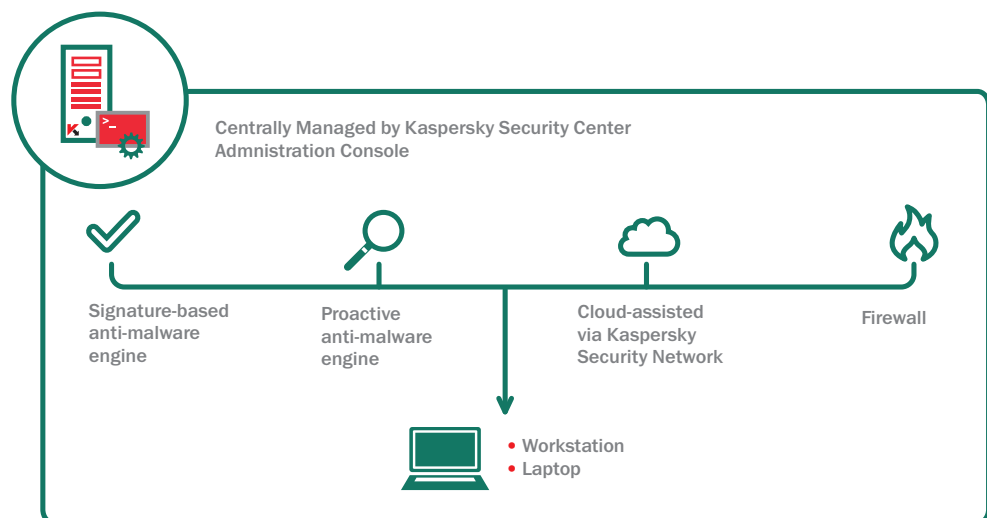 >_
Centrally Managed by Kaspersky Security Center
Admnistration Console
Signature-based
anti-malware
engine
Proactive
anti-malware
engine
Cloud-assisted
via Kaspersky
Security Network
Firewall
• Workstation
• Laptop